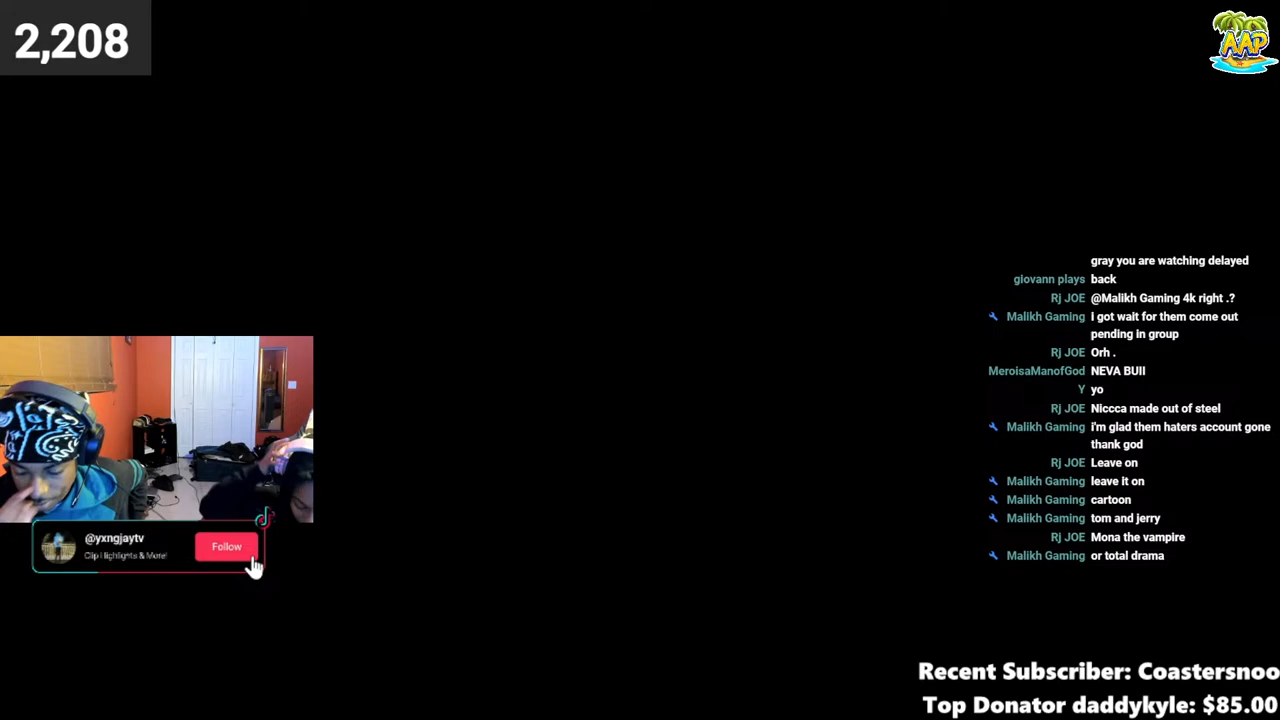 2,208
AAP
gray you are watching delayed
giovann plays back
Rj JOE @Malikh Gaming 4k right .?
Malikh Gaming I got wait for them come out
pending in group
Rj JOE Orh .
MeroisaManofGod NEVA BUII
Y yo
Rj JOE Niccca made out of steel
Malikh Gaming i'm glad them haters account gone
thank god
Rj JOE Leave on
Malikh Gaming leave it on
Malikh Gaming cartoon
Malikh Gaming tom and jerry
Rj JOE Mona the vampire
Malikh Gaming or total drama
@yxngjaytv
Clip Highlights & More!
Follow
Recent Subscriber: Coastersnoo
Top Donator daddykyle: $85.00